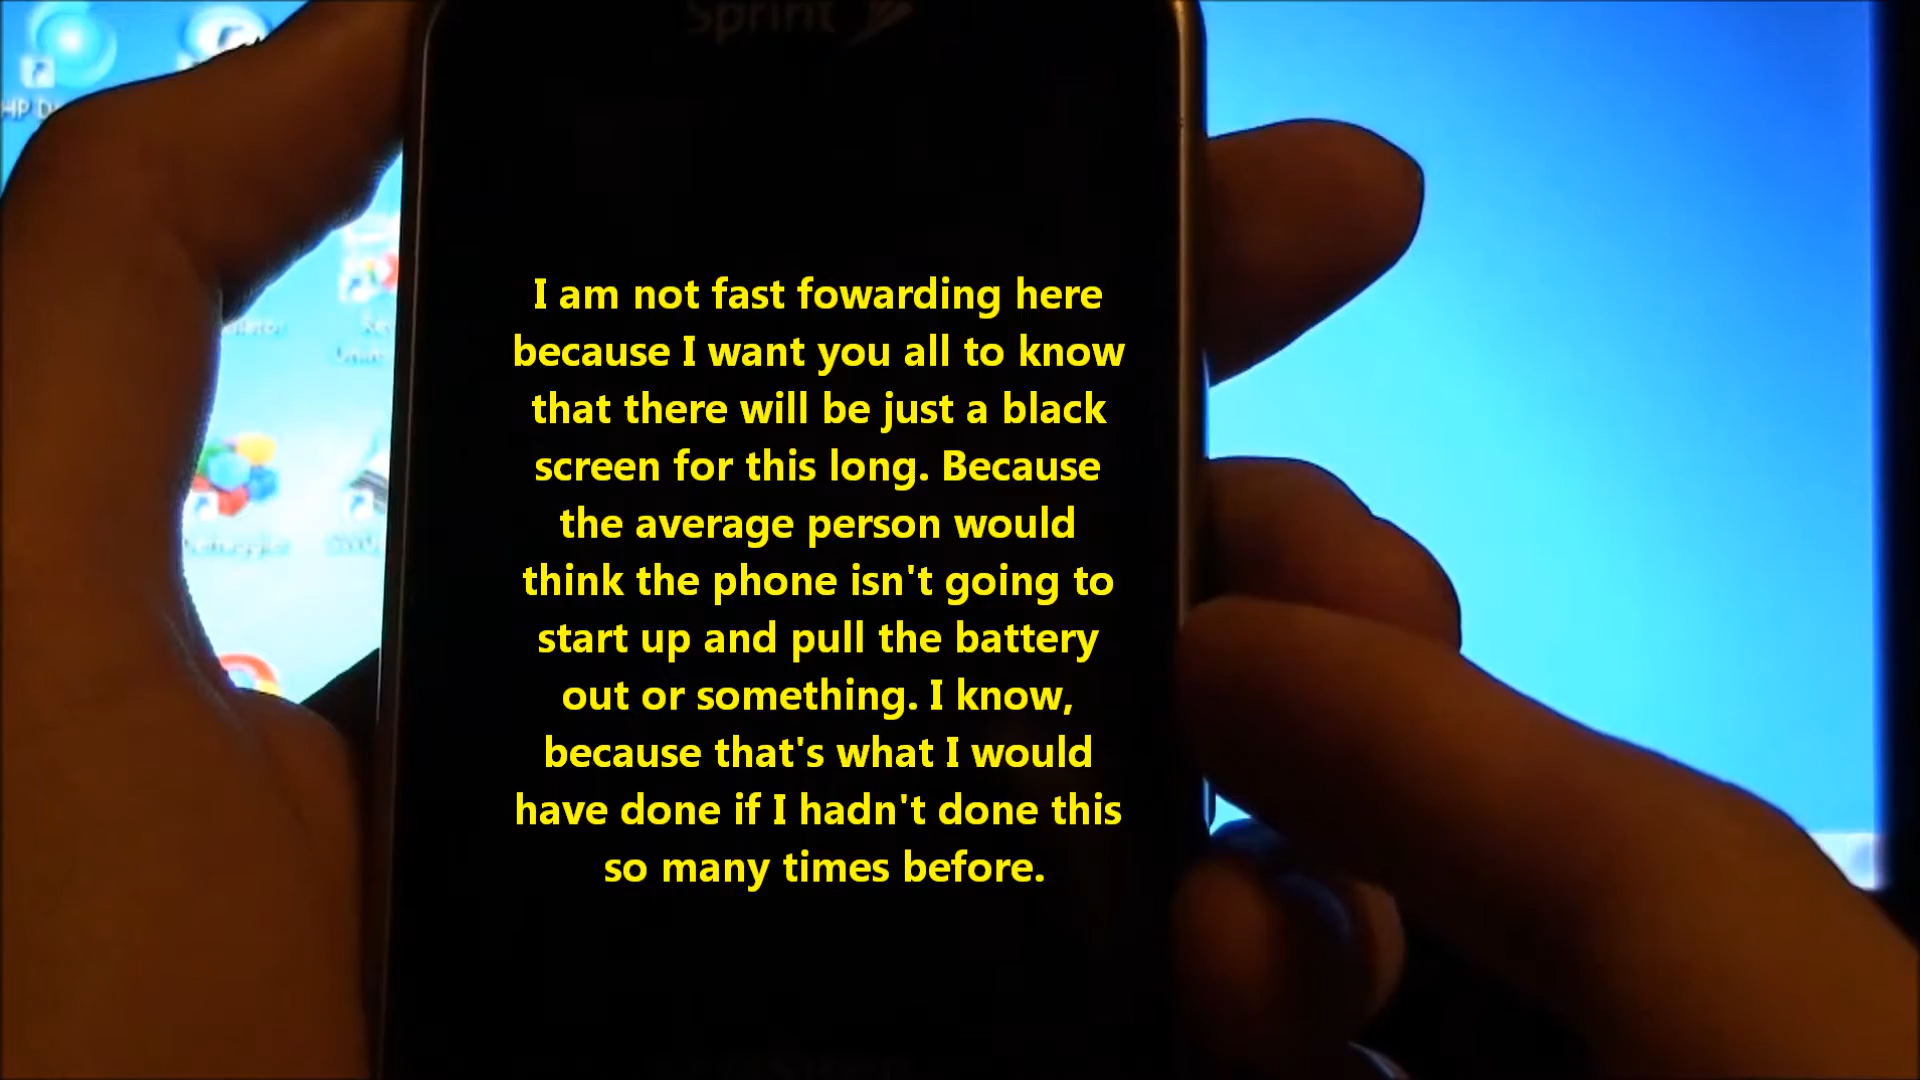 Sprint
HP D
I am not fast fowarding here
because I want you all to know
that there will be just a black
screen for this long. Because
the average person would
think the phone isn't going to
start up and pull the battery
out or something. I know,
because that's what I would
have done if I hadn't done this
so many times before.